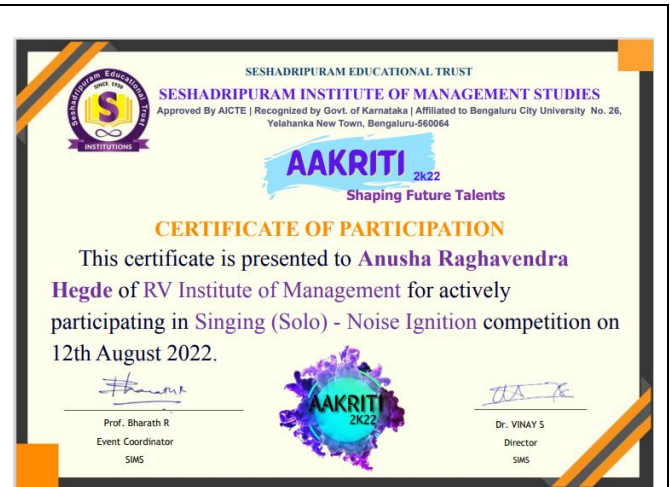 SESHADRIPURAM EDUCATIONAL TRUST
SESHADRIPURAM INSTITUTE OF MANAGEMENT STUDIES
Approved By AICTE | Recognized by Govt. of Karnataka | Affiliated to Bengaluru City University No. 26,
Yelahanka New Town, Bengaluru-560064
Seshadripuram Educational Trust
SINCE 1930
S
INSTITUTIONS
AAKRITI 2K22
Shaping Future Talents
CERTIFICATE OF PARTICIPATION
This certificate is presented to Anusha Raghavendra
Hegde of RV Institute of Management for actively
participating in Singing (Solo) - Noise Ignition competition on
12th August 2022.
BharathR
AAKRITI
2K22
Prof. Bharath R
Event Coordinator
SIMS
Dr. VINAY S
Director
SIMS